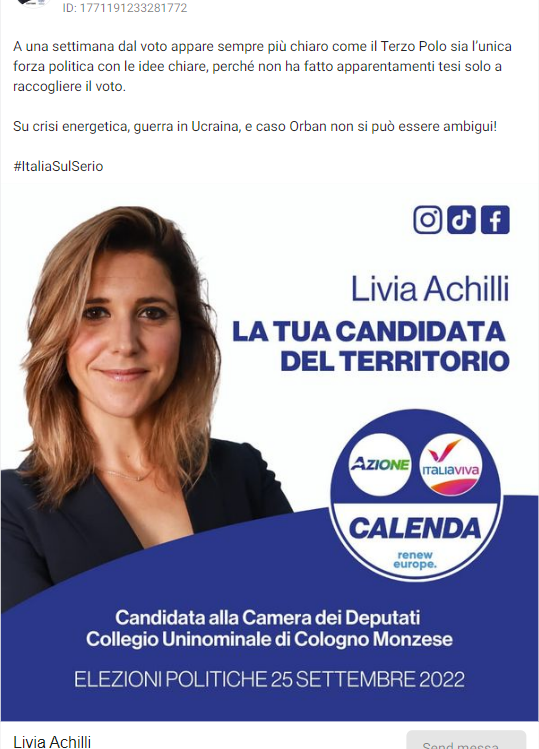 ID: 1771191233281772
A una settimana dal voto appare sempre più chiaro come il Terzo Polo sia l'unica
forza politica con le idee chiare, perché non ha fatto apparentamenti tesi solo a
raccogliere il voto.
Su crisi energetica, guerra in Ucraina, e caso Orban non si può essere ambigui!
#ItaliaSulSerio
Livia Achilli
LA TUA CANDIDATA
DEL TERRITORIO
AZIONE
ITALIAVIVA
CALENDA
renew
europe.
Candidata alla Camera dei Deputati
Collegio Uninominale di Cologno Monzese
ELEZIONI POLITICHE 25 SETTEMBRE 2022
Livia Achilli
Send messa